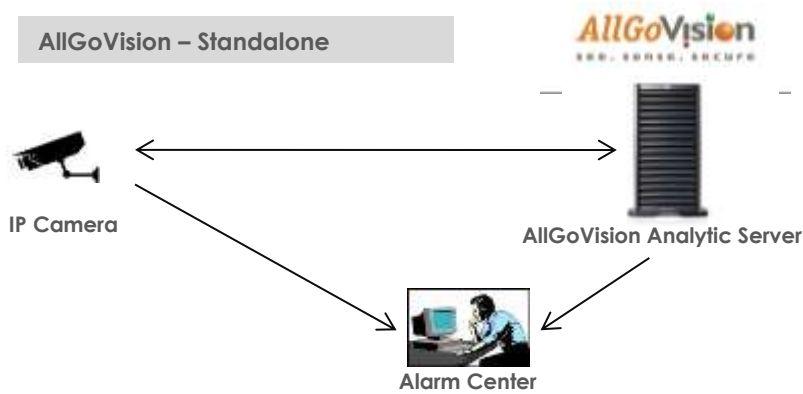 AllGoVision – Standalone
AllGoVision
see. sense. secure
IP Camera
AllGoVision Analytic Server
Alarm Center